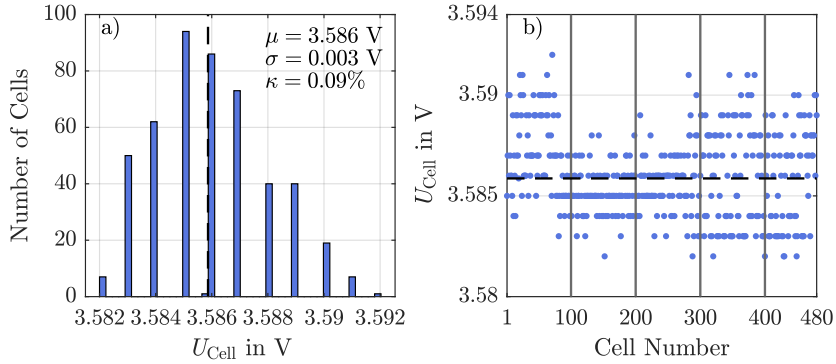 a)
μ = 3.586 V
σ = 0.003 V
κ = 0.09%
100
80
60
40
20
0
Number of Cells
3.582 3.584 3.586 3.588 3.59 3.592
U_Cell in V
b)
3.594
3.59
3.585
3.58
U_Cell in V
1 100 200 300 400 480
Cell Number